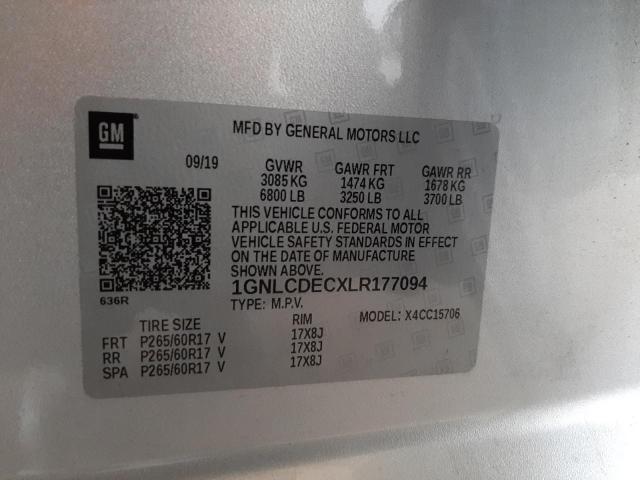 GM
MFD BY GENERAL MOTORS LLC
09/19 GVWR GAWR FRT GAWR RR
3085 KG 1474 KG 1678 KG
6800 LB 3250 LB 3700 LB
THIS VEHICLE CONFORMS TO ALL
APPLICABLE U.S. FEDERAL MOTOR
VEHICLE SAFETY STANDARDS IN EFFECT
ON THE DATE OF MANUFACTURE
SHOWN ABOVE.
636R
1GNLCDECXLR177094
TYPE: M.P.V.
TIRE SIZE RIM MODEL: X4CC15706
FRT P265/60R17 V 17X8J
RR P265/60R17 V 17X8J
SPA P265/60R17 V 17X8J